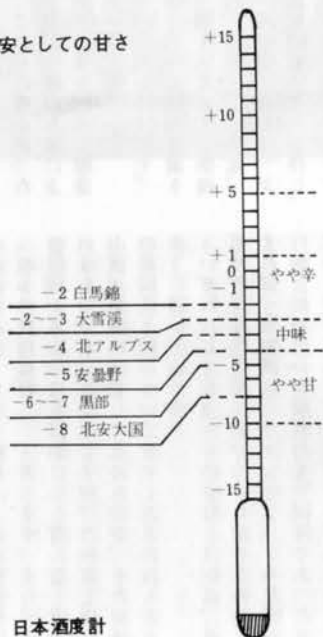 安としての甘さ
+15
+10
+5
+1
0
-1
やや辛
-2 白馬錦
-2~-3 大雪渓
中味
-4 北アルプス
-5
-5 安曇野
やや甘
-6~-7 黒部
-8 北安大国
-10
-15
日本酒度計